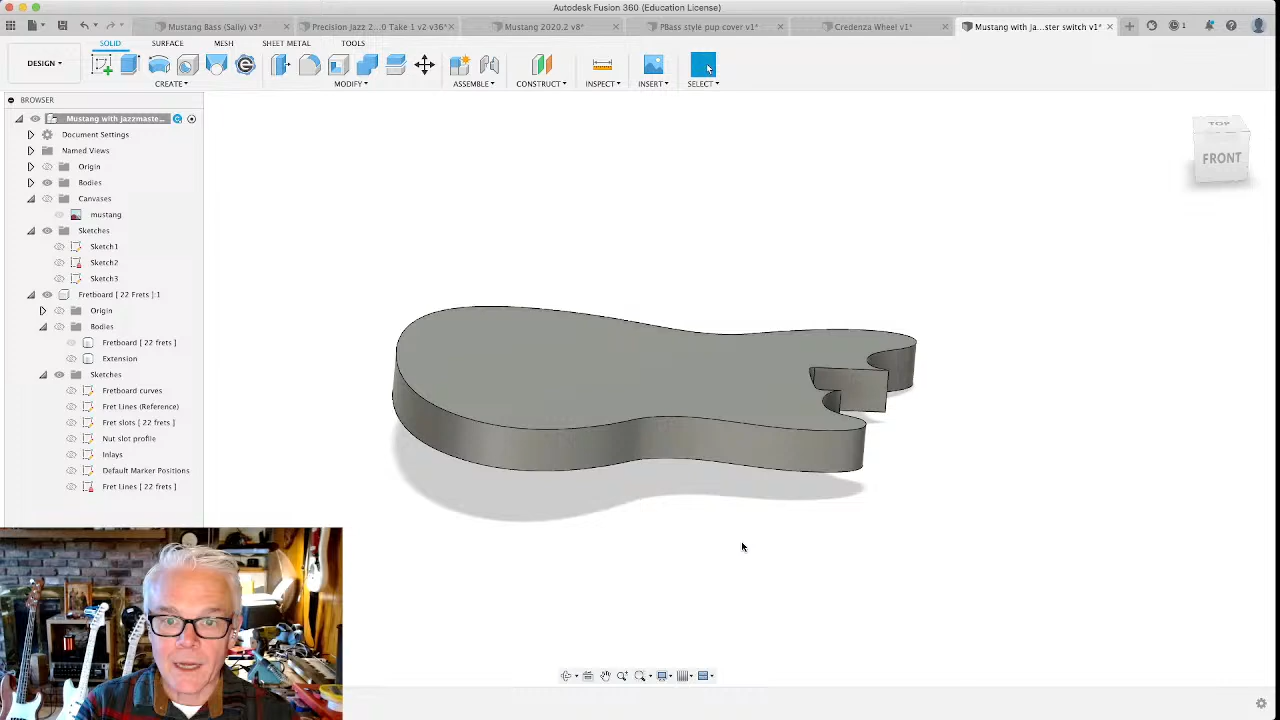 Autodesk Fusion 360 (Education License)
Mustang Bass (Sally) v3*
Precision Jazz 2...0 Take 1 v2 v36*
Mustang 2020.2 v8*
PBass style pup cover v1*
Credenza Wheel v1*
Mustang with Ja...ster switch v1*
1
SOLID
SURFACE
MESH
SHEET METAL
TOOLS
DESIGN
CREATE
MODIFY
ASSEMBLE
CONSTRUCT
INSPECT
INSERT
SELECT
BROWSER
Mustang with jazzmaste...
Document Settings
Named Views
Origin
Bodies
Canvases
mustang
Sketches
Sketch1
Sketch2
Sketch3
Fretboard [ 22 Frets ]:1
Origin
Bodies
Fretboard [ 22 frets ]
Extension
Sketches
Fretboard curves
Fret Lines (Reference)
Fret slots [ 22 frets ]
Nut slot profile
Inlays
Default Marker Positions
Fret Lines [ 22 frets ]
TOP
FRONT